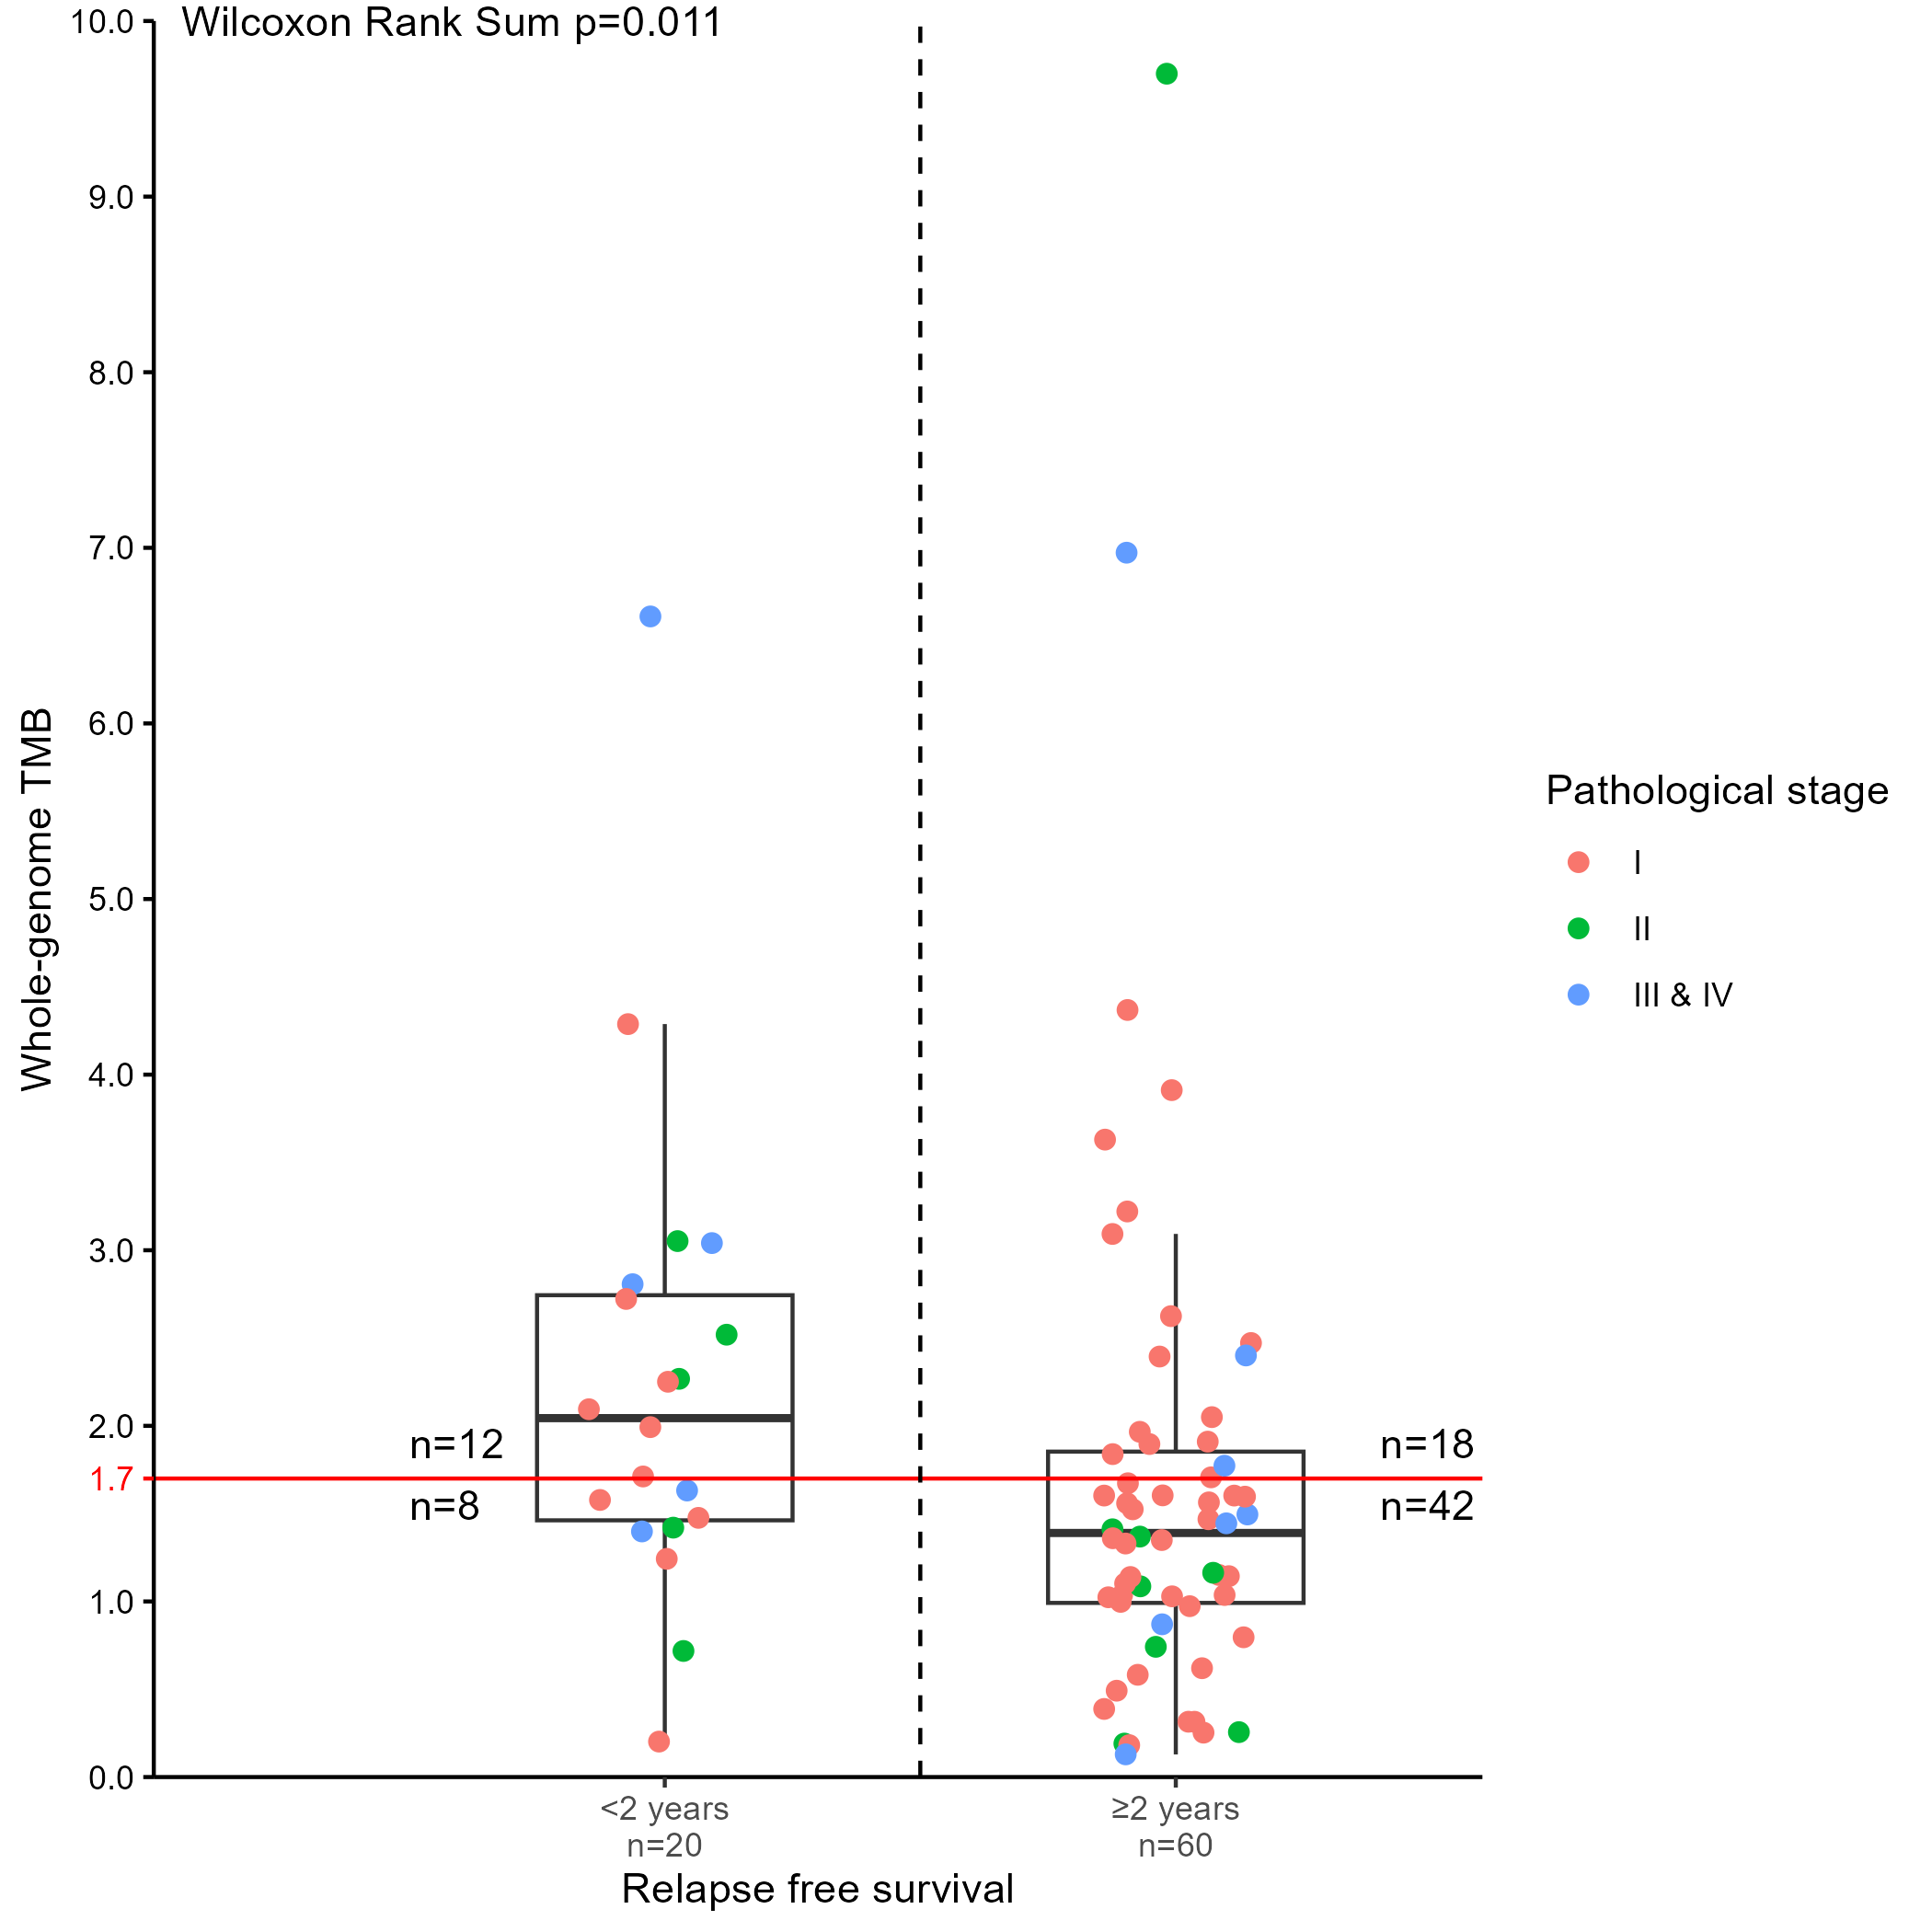 Wilcoxon Rank Sum p=0.011
10.0
9.0
8.0
7.0
6.0
5.0
4.0
3.0
2.0
1.7
1.0
0.0
Whole-genome TMB
n=12
n=8
n=18
n=42
<2 years
n=20
≥2 years
n=60
Relapse free survival
Pathological stage
I
II
III & IV